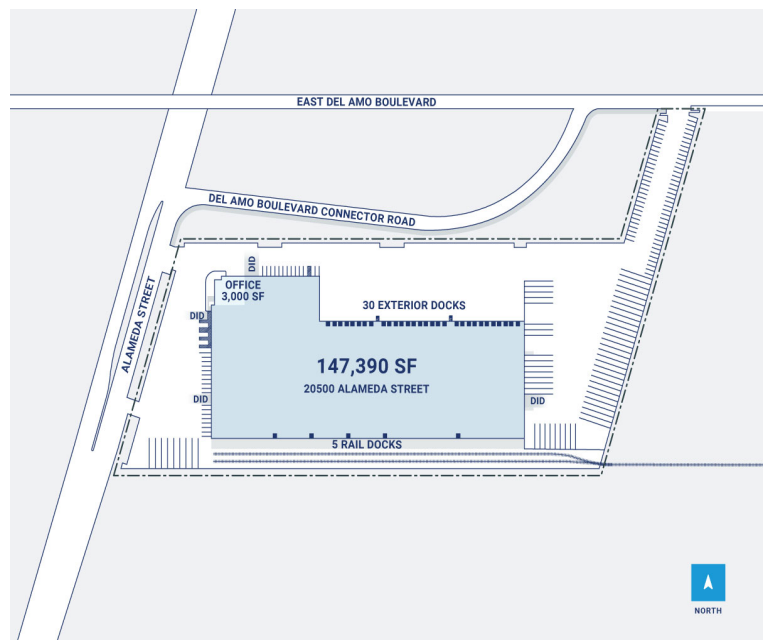 EAST DEL AMO BOULEVARD
DEL AMO BOULEVARD CONNECTOR ROAD
DID
OFFICE
3,000 SF
ALAMEDA STREET
DID
30 EXTERIOR DOCKS
147,390 SF
20500 ALAMEDA STREET
DID
DID
5 RAIL DOCKS
NORTH